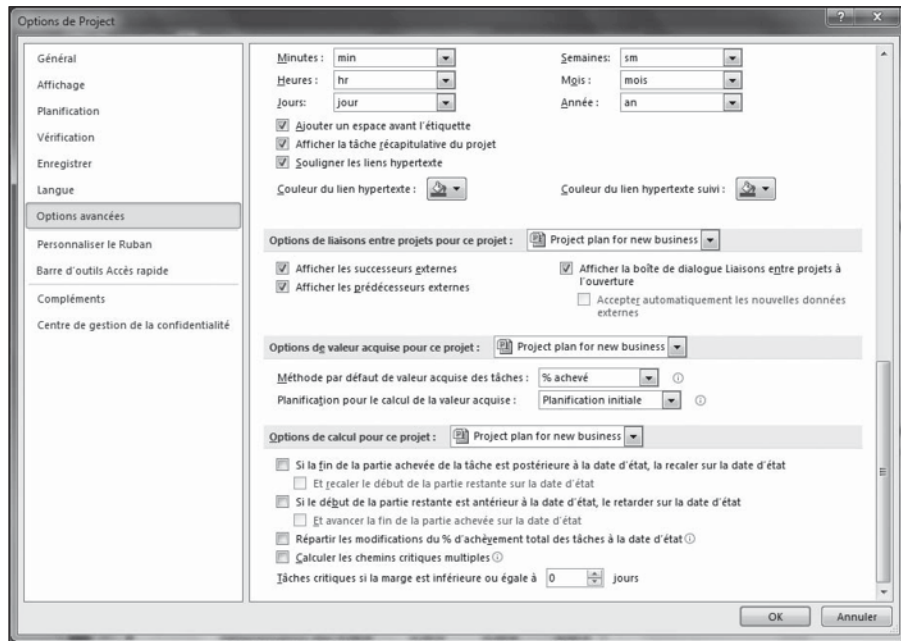 Options de Project
Général
Affichage
Planification
Vérification
Enregistrer
Langue
Options avancées
Personnaliser le Ruban
Barre d'outils Accès rapide
Compléments
Centre de gestion de la confidentialité
Minutes : min Semaines: sm
Heures : hr Mois : mois
Jours: jour Année : an
Ajouter un espace avant l'étiquette
Afficher la tâche récapitulative du projet
Souligner les liens hypertexte
Couleur du lien hypertexte : Couleur du lien hypertexte suivi :
Options de liaisons entre projets pour ce projet : Project plan for new business
Afficher les successeurs externes
Afficher les prédécesseurs externes
Afficher la boîte de dialogue Liaisons entre projets à
l'ouverture
Accepter automatiquement les nouvelles données
externes
Options de valeur acquise pour ce projet : Project plan for new business
Méthode par défaut de valeur acquise des tâches : % achevé
Planification pour le calcul de la valeur acquise : Planification initiale
Options de calcul pour ce projet : Project plan for new business
Si la fin de la partie achevée de la tâche est postérieure à la date d'état, la recaler sur la date d'état
Et recaler le début de la partie restante sur la date d'état
Si le début de la partie restante est antérieur à la date d'état, le retarder sur la date d'état
Et avancer la fin de la partie achevée sur la date d'état
Répartir les modifications du % d'achèvement total des tâches à la date d'état
Calculer les chemins critiques multiples
Tâches critiques si la marge est inférieure ou égale à 0 jours
OK Annuler